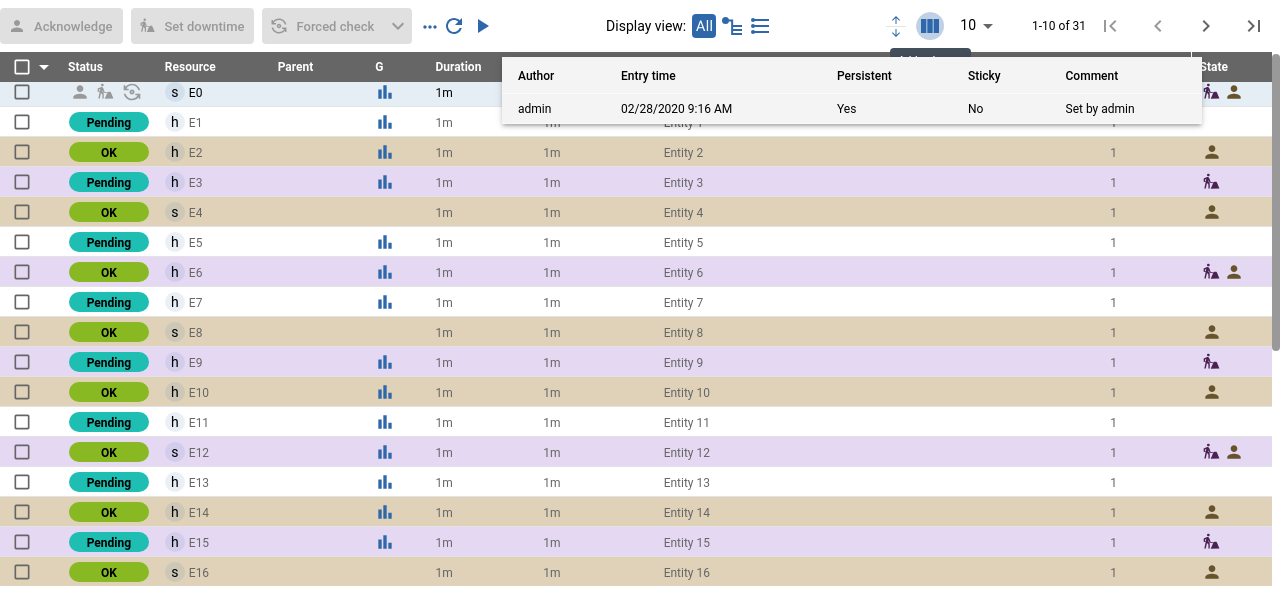 Acknowledge Set downtime Forced check Display view: All 10 1-10 of 31
Status Resource Parent G Duration State
Author Entry time Persistent Sticky Comment
s E0 1m
admin 02/28/2020 9:16 AM Yes No Set by admin
Pending h E1 1m 1m Entity 1 1
OK h E2 1m 1m Entity 2 1
Pending h E3 1m 1m Entity 3 1
OK s E4 1m 1m Entity 4 1
Pending h E5 1m 1m Entity 5 1
OK h E6 1m 1m Entity 6 1
Pending h E7 1m 1m Entity 7 1
OK s E8 1m 1m Entity 8 1
Pending h E9 1m 1m Entity 9 1
OK h E10 1m 1m Entity 10 1
Pending h E11 1m 1m Entity 11 1
OK s E12 1m 1m Entity 12 1
Pending h E13 1m 1m Entity 13 1
OK h E14 1m 1m Entity 14 1
Pending h E15 1m 1m Entity 15 1
OK s E16 1m 1m Entity 16 1